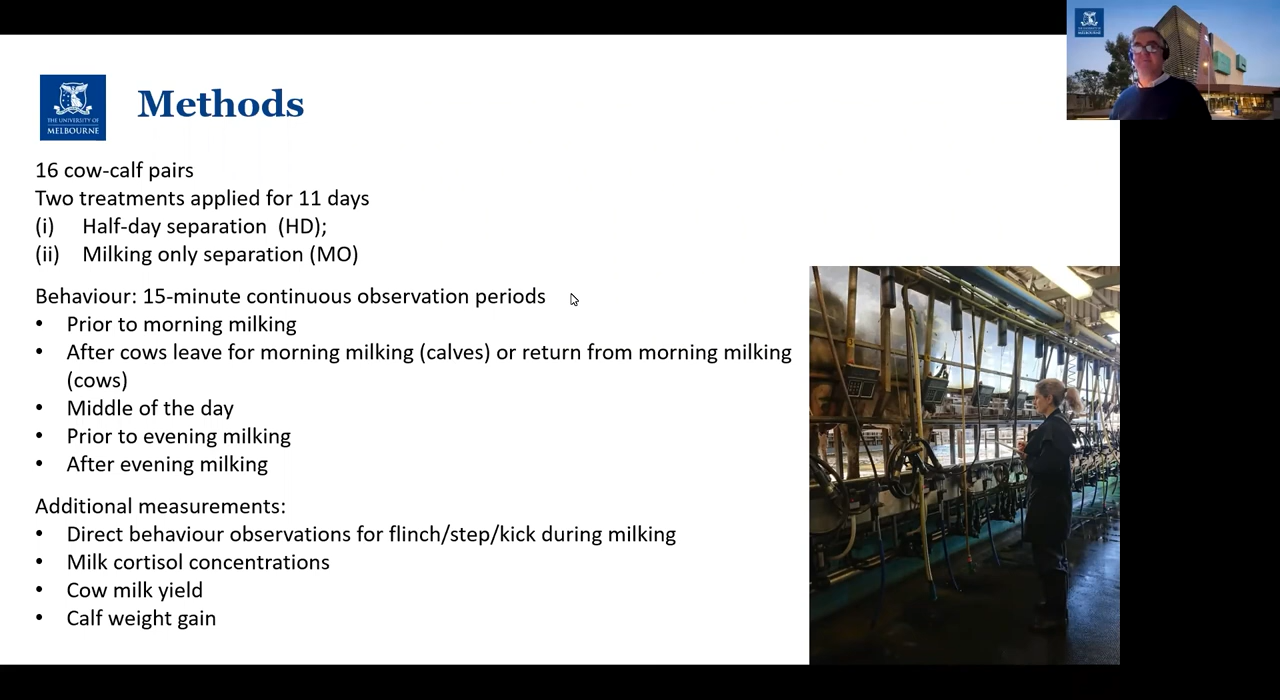 THE UNIVERSITY OF
MELBOURNE
Methods
16 cow-calf pairs
Two treatments applied for 11 days
(i) Half-day separation (HD);
(ii) Milking only separation (MO)
Behaviour: 15-minute continuous observation periods
• Prior to morning milking
• After cows leave for morning milking (calves) or return from morning milking
(cows)
• Middle of the day
• Prior to evening milking
• After evening milking
Additional measurements:
• Direct behaviour observations for flinch/step/kick during milking
• Milk cortisol concentrations
• Cow milk yield
• Calf weight gain